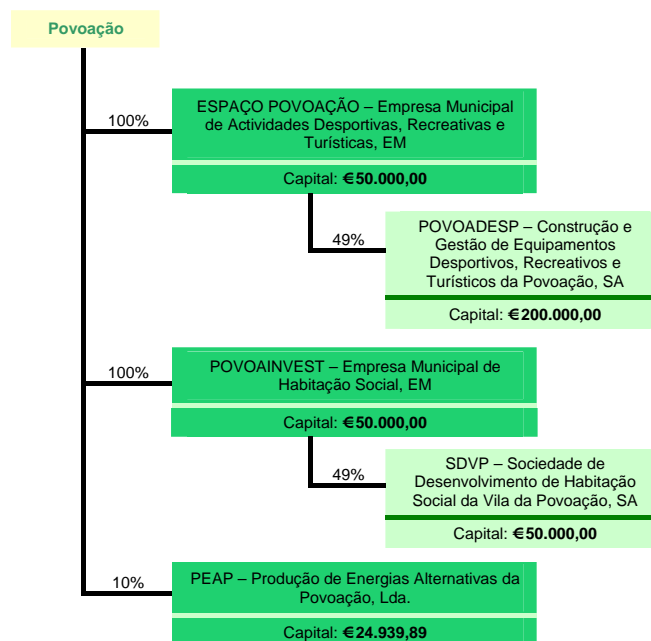 Povoação
100%
ESPAÇO POVOAÇÃO – Empresa Municipal
de Actividades Desportivas, Recreativas e
Turísticas, EM
Capital: €50.000,00
49%
POVOADESP – Construção e
Gestão de Equipamentos
Desportivos, Recreativos e
Turísticos da Povoação, SA
Capital: €200.000,00
100%
POVOAINVEST – Empresa Municipal de
Habitação Social, EM
Capital: €50.000,00
49%
SDVP – Sociedade de
Desenvolvimento de Habitação
Social da Vila da Povoação, SA
Capital: €50.000,00
10%
PEAP – Produção de Energias Alternativas da
Povoação, Lda.
Capital: €24.939,89